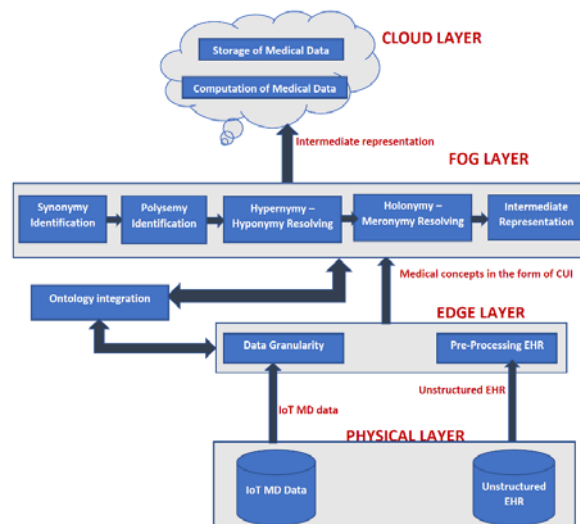 CLOUD LAYER
Storage of Medical Data
Computation of Medical Data
Intermediate representation
FOG LAYER
Synonymy
Identification
Polysemy
Identification
Hypernymy –
Hyponymy Resolving
Holonymy –
Meronymy Resolving
Intermediate
Representation
Medical concepts in the form of CUI
Ontology integration
EDGE LAYER
Data Granularity
Pre-Processing EHR
Unstructured EHR
IoT MD data
PHYSICAL LAYER
IoT MD Data
Unstructured
EHR